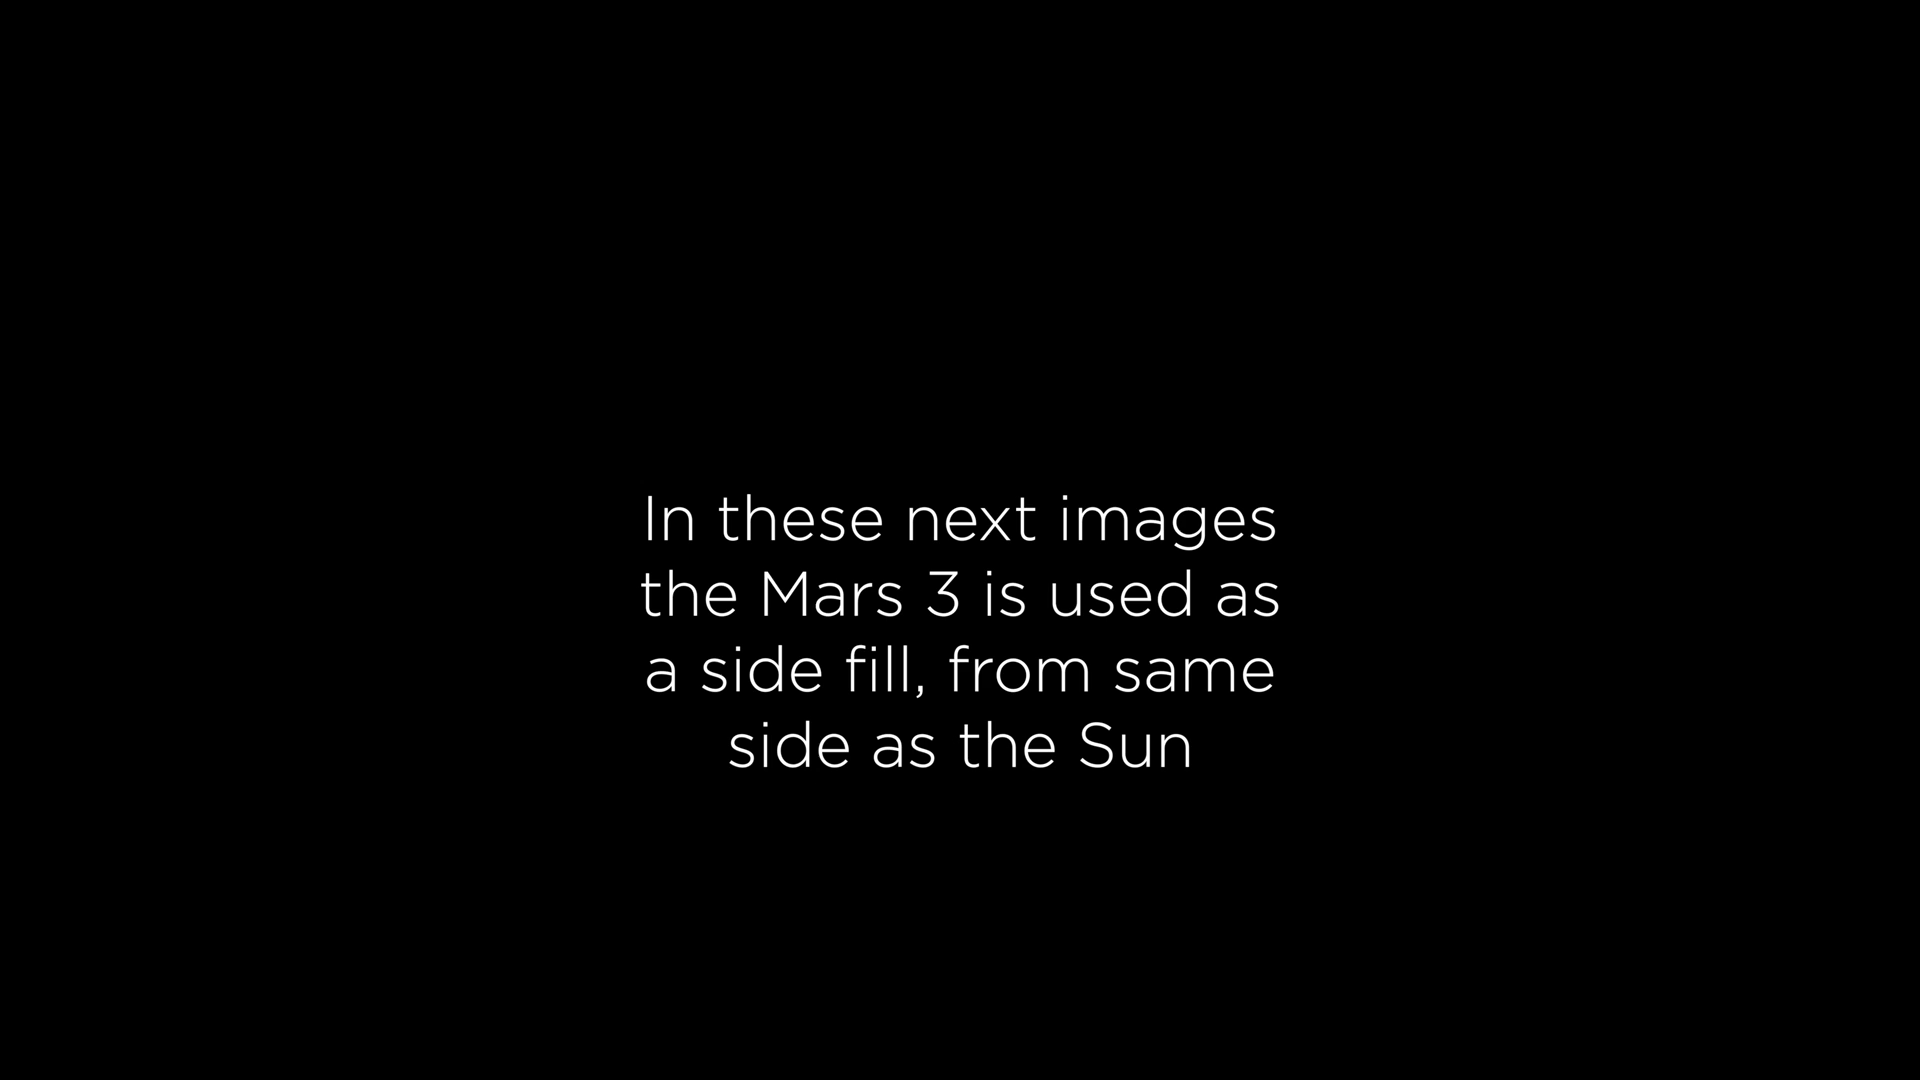 In these next images
the Mars 3 is used as
a side fill, from same
side as the Sun